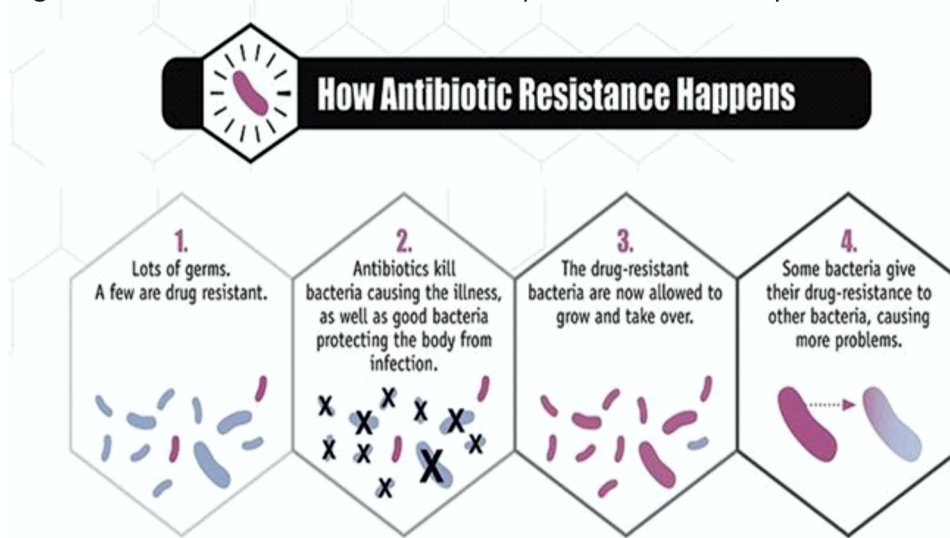 How Antibiotic Resistance Happens
1.
Lots of germs.
A few are drug resistant.
2.
Antibiotics kill
bacteria causing the illness,
as well as good bacteria
protecting the body from
infection.
X X X X X X X X X X
3.
The drug-resistant
bacteria are now allowed to
grow and take over.
4.
Some bacteria give
their drug-resistance to
other bacteria, causing
more problems.